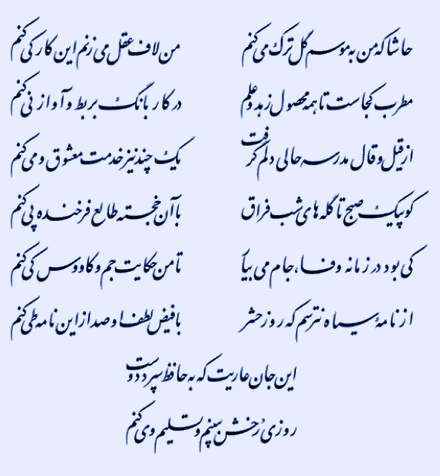 حاشا که من به موسم گل ترک می کنم من لاف عقل می زنم این کار کی کنم
مطرب کجاست تا همه محصول زهد و علم در کار بانگ بربط و آواز نی کنم
از قیل و قال مدرسه حالی دلم گرفت یک چند نیز خدمت معشوق و می کنم
کو پیک صبح تا گله های شب فراق با آن خجسته طالع فرخنده پی کنم
کی بود در زمانه وفا، جام می بیا تا من حکایت جم و کاووس کی کنم
از نامهٔ سیاه نترسم که روز حشر با فیض لطف او صد از این نامه طی کنم
این جان عاریت که به حافظ سپرد دوست
روزی رخش ببینم و تسلیم وی کنم